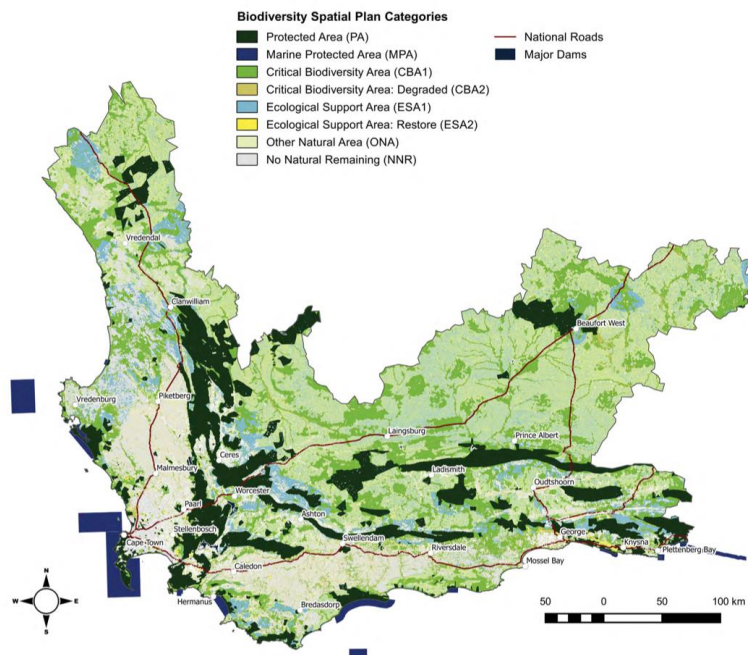 Biodiversity Spatial Plan Categories
Protected Area (PA)
Marine Protected Area (MPA)
Critical Biodiversity Area (CBA1)
Critical Biodiversity Area: Degraded (CBA2)
Ecological Support Area (ESA1)
Ecological Support Area: Restore (ESA2)
Other Natural Area (ONA)
No Natural Remaining (NNR)
National Roads
Major Dams
Vredendal
Clanwilliam
Beaufort West
Vredenburg
Piketberg
Laingsburg
Prince Albert
Malmesbury
Ceres
Ladismith
Worcester
Oudtshoorn
Paarl
Ashton
Stellenbosch
Cape Town
Swellendam
Riversdale
George
Knysna
Plettenberg Bay
Caledon
Mossel Bay
Hermanus
Bredasdorp
N
W
E
S
50
0
50
100 km